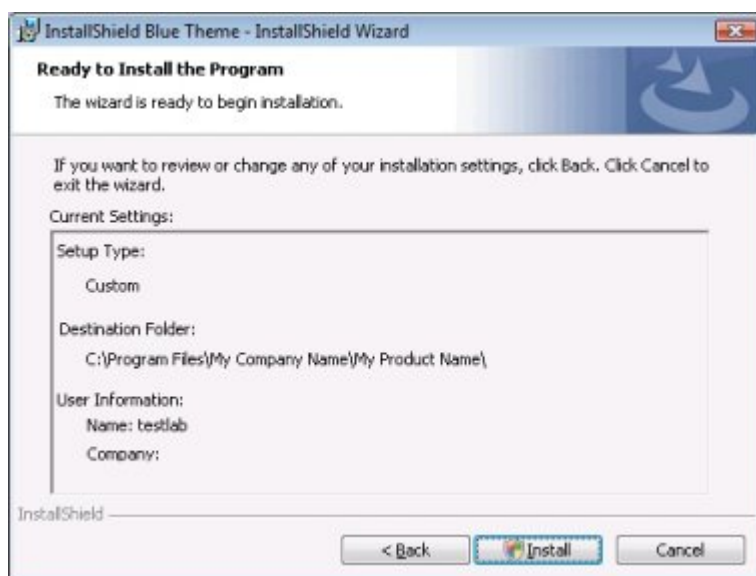 InstallShield Blue Theme - InstallShield Wizard
Ready to Install the Program
The wizard is ready to begin installation.
If you want to review or change any of your installation settings, click Back. Click Cancel to
exit the wizard.
Current Settings:
Setup Type:
Custom
Destination Folder:
C:\Program Files\My Company Name\My Product Name\
User Information:
Name: testlab
Company:
InstallShield
< Back
Install
Cancel